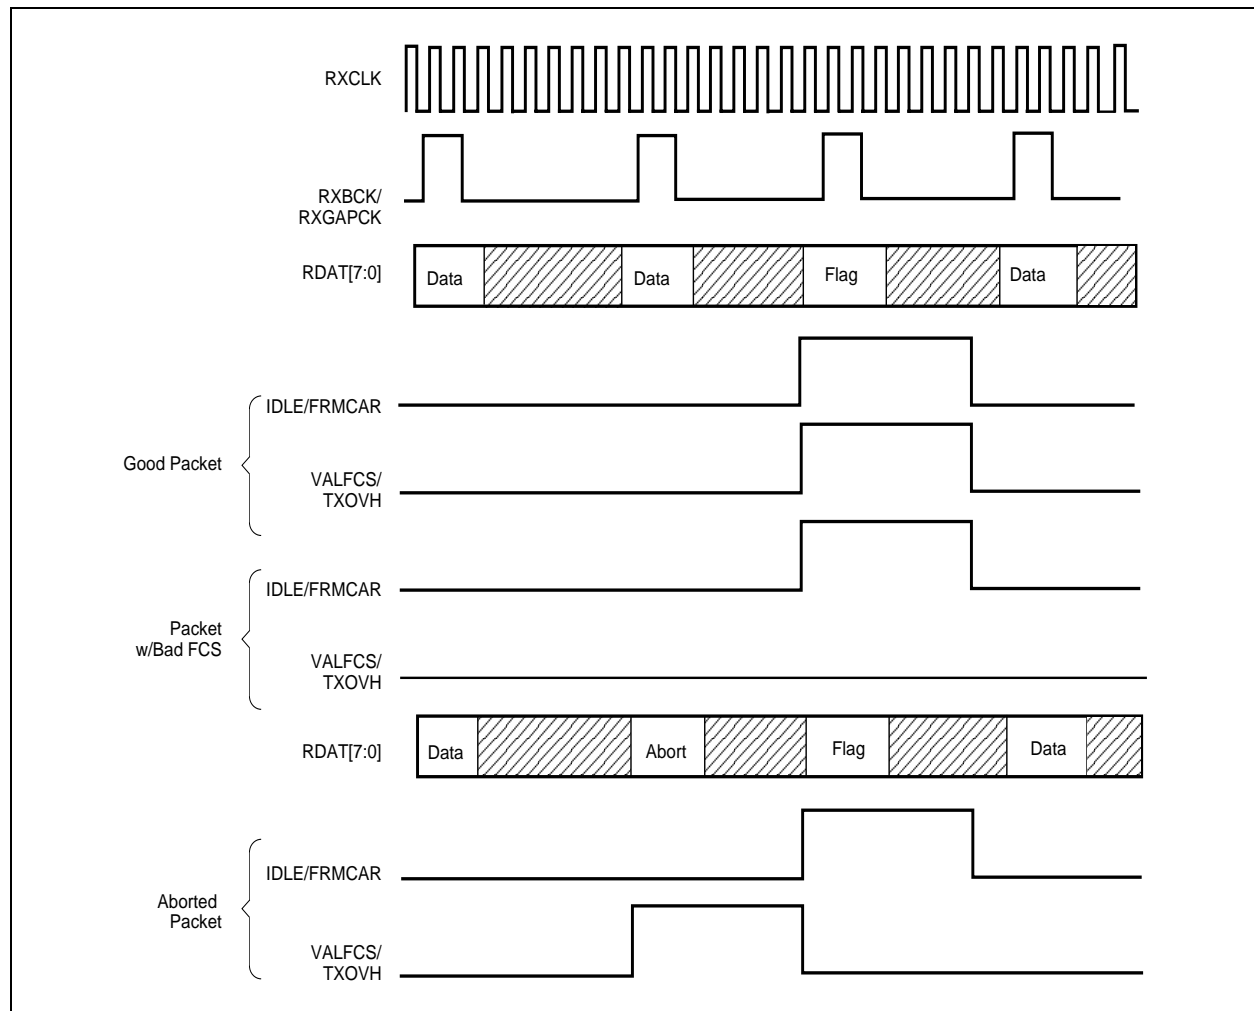 RXCLK
RXBCK/
RXGAPCK
RDAT[7:0]
Data
Data
Flag
Data
Good Packet
IDLE/FRMCAR
VALFCS/
TXOVH
Packet
w/Bad FCS
IDLE/FRMCAR
VALFCS/
TXOVH
RDAT[7:0]
Data
Abort
Flag
Data
Aborted
Packet
IDLE/FRMCAR
VALFCS/
TXOVH